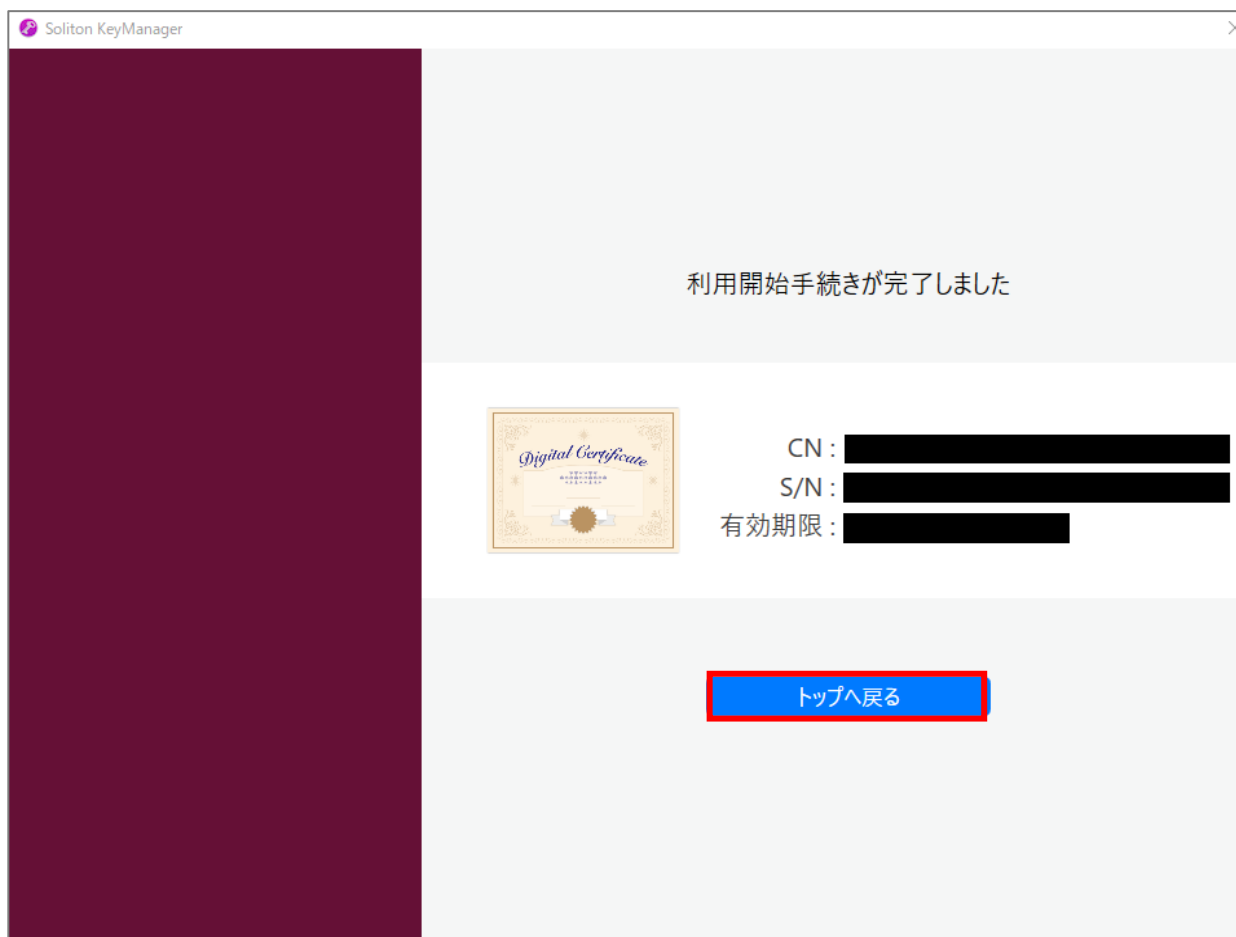 Soliton KeyManager
利用開始手続きが完了しました
Digital Certificate
CN :
S/N :
有効期限 :
トップへ戻る